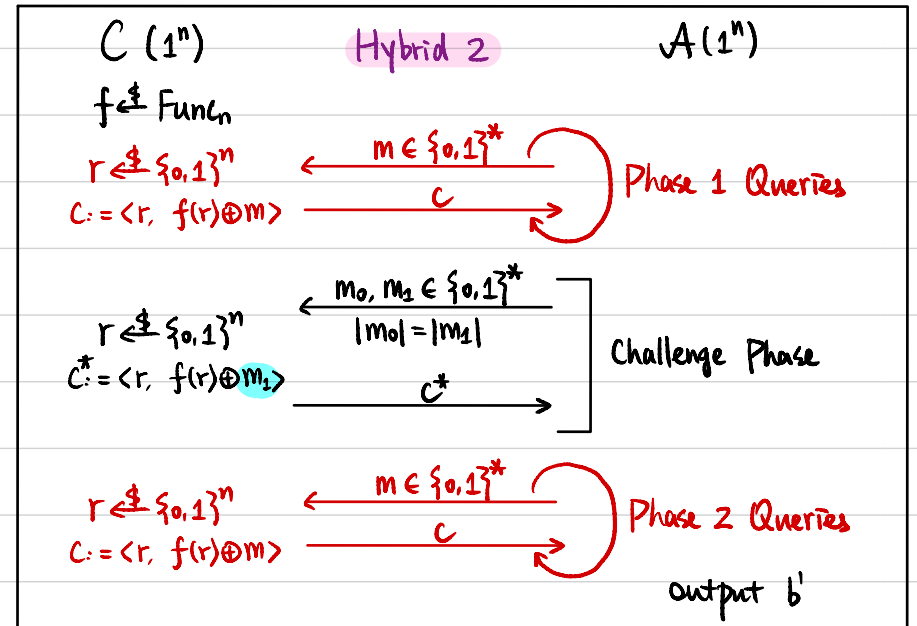 C (1ⁿ) Hybrid 2 A(1ⁿ)
f ←$ Funcₙ
m ∈ {0,1}*
r ←$ {0,1}ⁿ
Phase 1 Queries
C
C := <r, f(r)⊕m>
m₀, m₁ ∈ {0,1}*
r ←$ {0,1}ⁿ
|m₀| = |m₁|
Challenge Phase
C* := <r, f(r)⊕m₁>
C*
m ∈ {0,1}*
r ←$ {0,1}ⁿ
Phase 2 Queries
C
C := <r, f(r)⊕m>
output b'